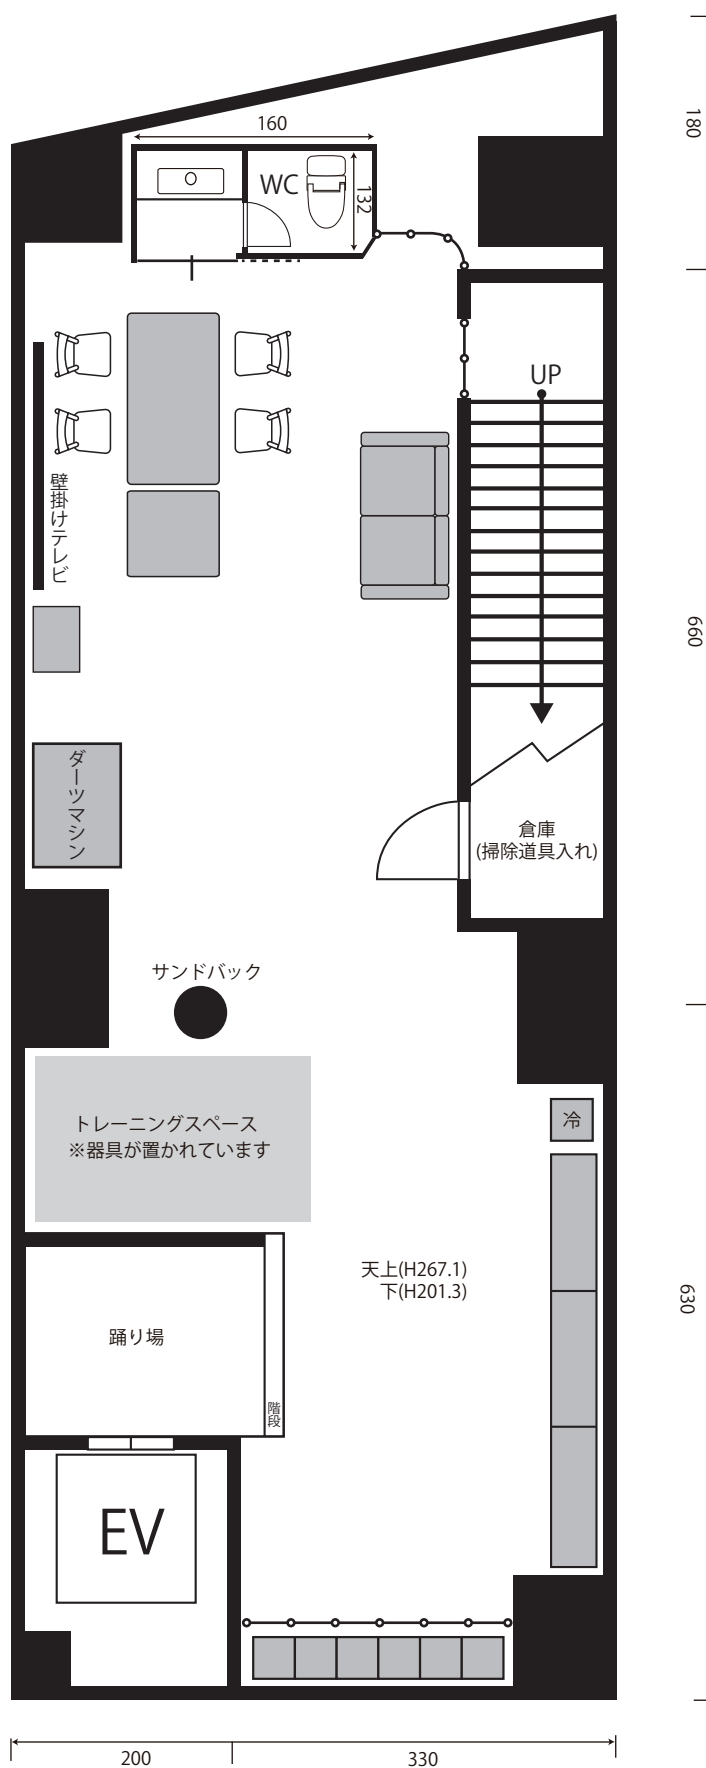 180
160
WC
132
UP
壁掛けテレビ
660
ダーツマシン
倉庫
(掃除道具入れ)
サンドバック
トレーニングスペース
※器具が置かれています
冷
天上(H267.1)
下(H201.3)
630
踊り場
階段
EV
200
330